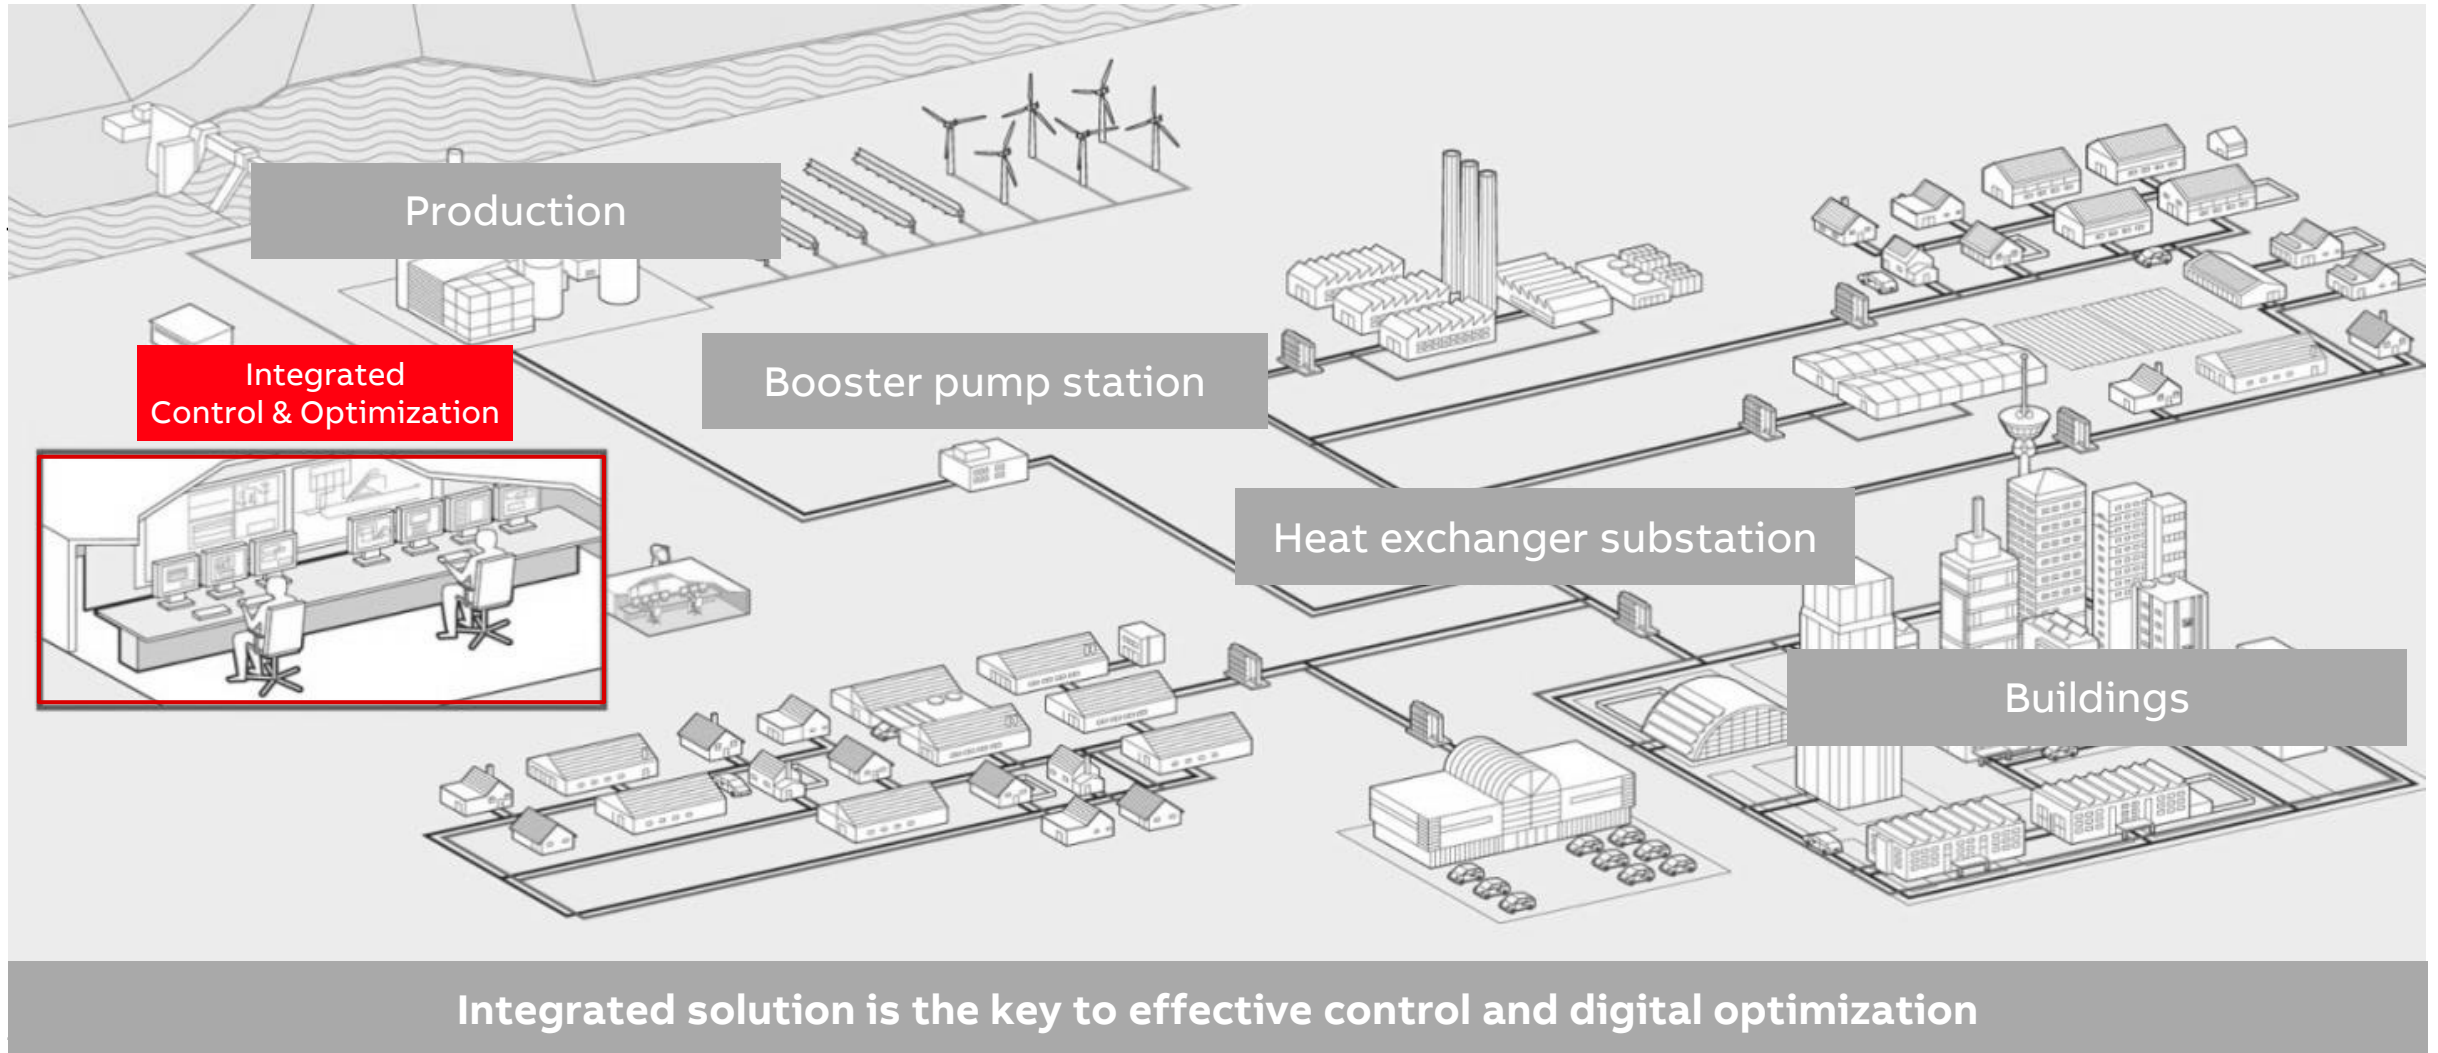 Production
Integrated
Control & Optimization
Booster pump station
Heat exchanger substation
Buildings
Integrated solution is the key to effective control and digital optimization